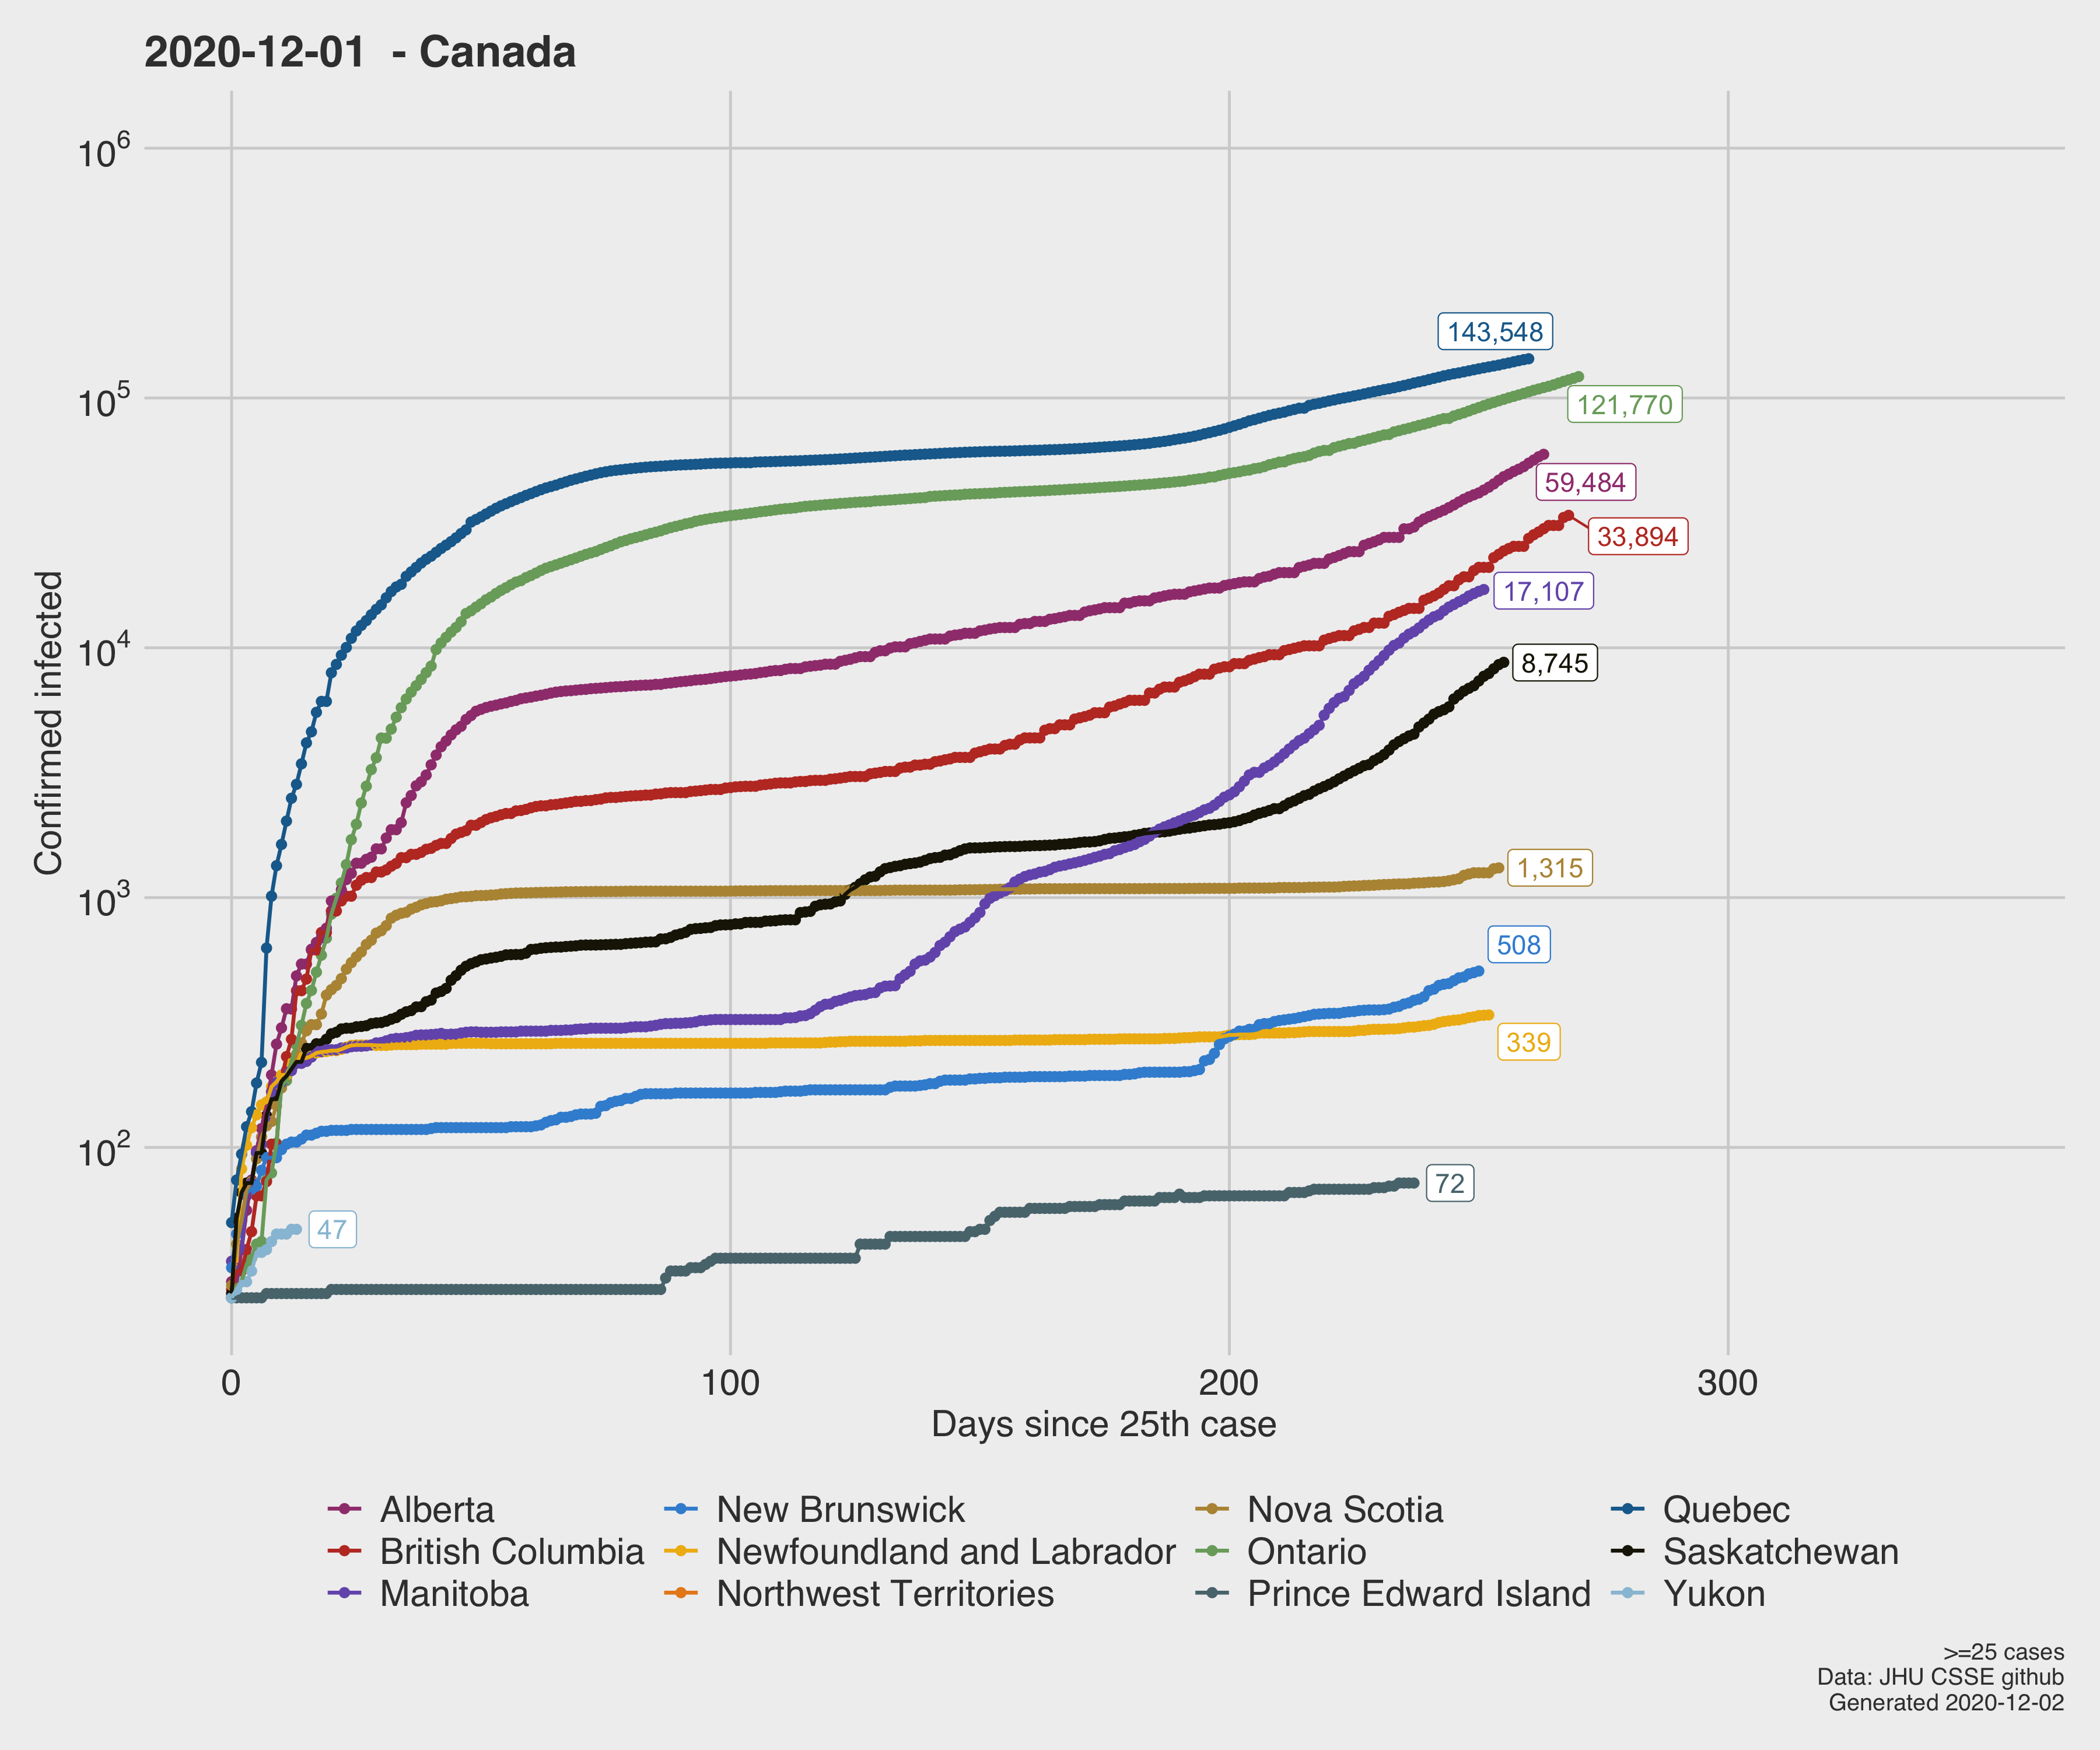 2020-12-01 - Canada
10^6
10^5
10^4
10^3
10^2
Confirmed infected
143,548
121,770
59,484
33,894
17,107
8,745
1,315
508
339
72
47
0 100 200 300
Days since 25th case
Alberta New Brunswick Nova Scotia Quebec
British Columbia Newfoundland and Labrador Ontario Saskatchewan
Manitoba Northwest Territories Prince Edward Island Yukon
>=25 cases
Data: JHU CSSE github
Generated 2020-12-02